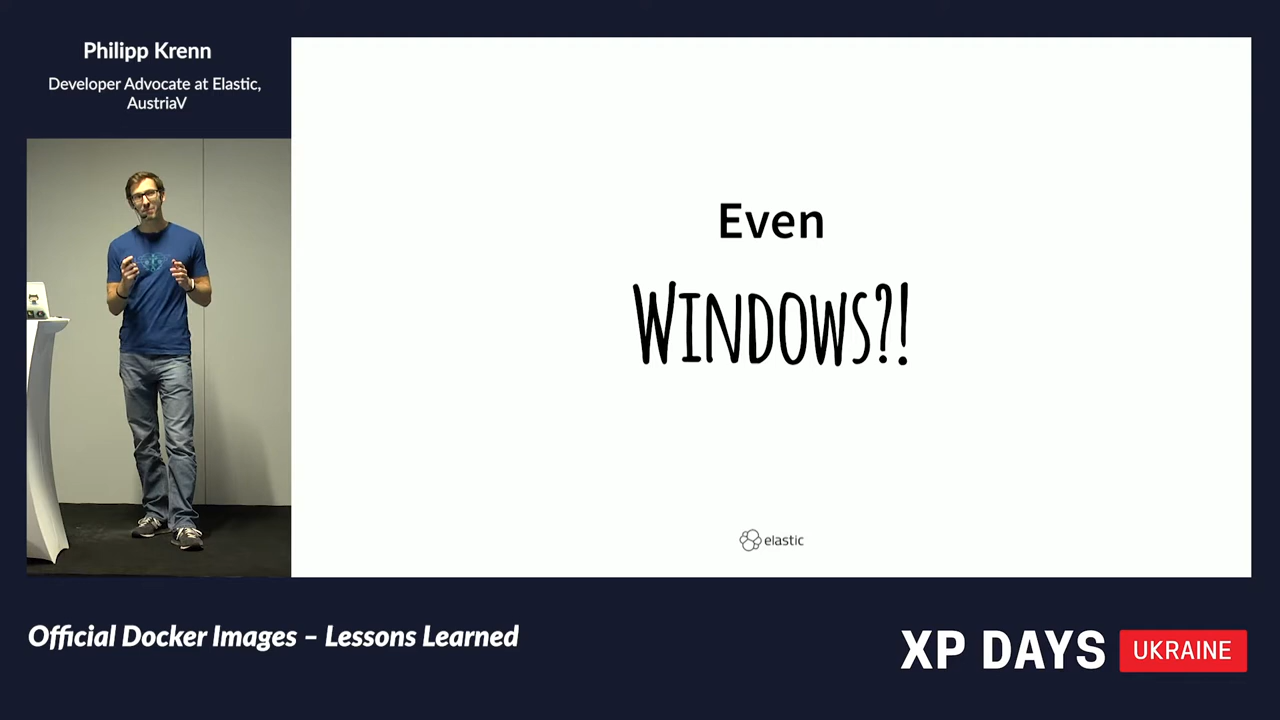 Philipp Krenn
Developer Advocate at Elastic,
AustriaV
Even
WINDOWS?!
elastic
Official Docker Images – Lessons Learned
XP DAYS UKRAINE